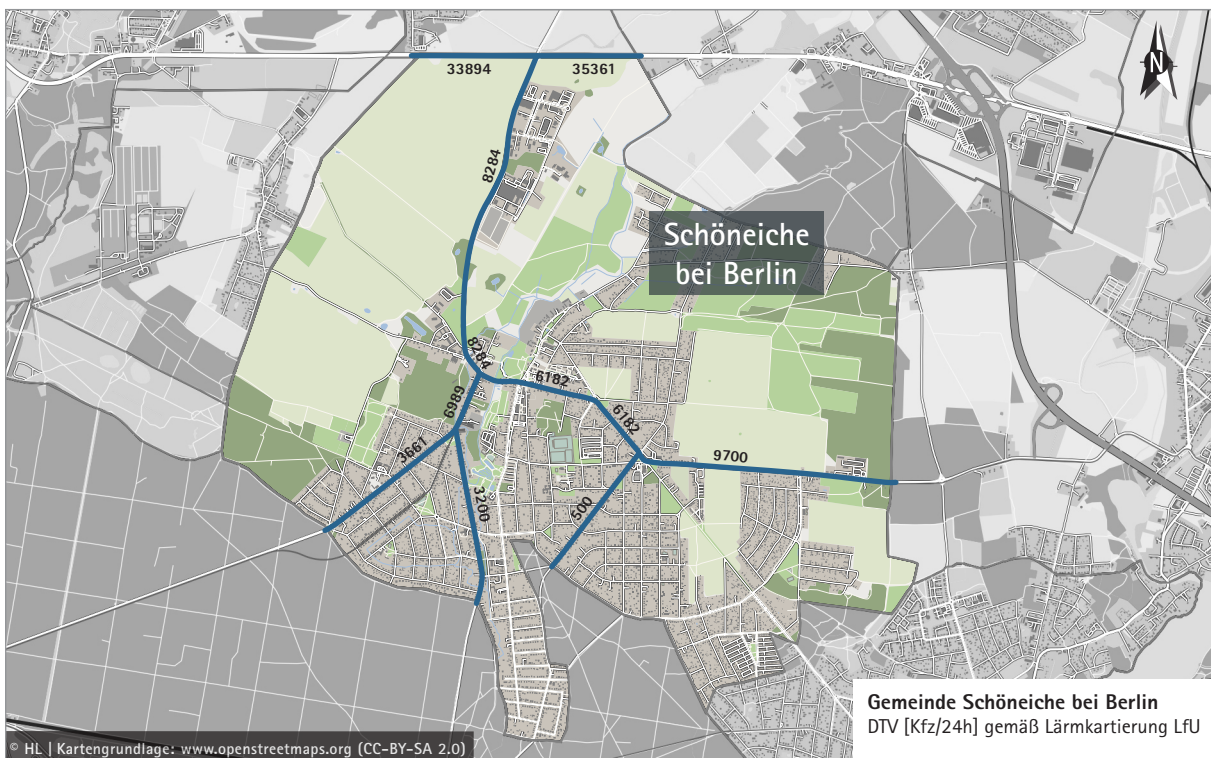 33894
35361
N
8284
Schöneiche
bei Berlin
8284
6182
6989
6182
3661
9700
3200
500
Gemeinde Schöneiche bei Berlin
DTV [Kfz/24h] gemäß Lärmkartierung LfU
© HL | Kartengrundlage: www.openstreetmaps.org (CC-BY-SA 2.0)